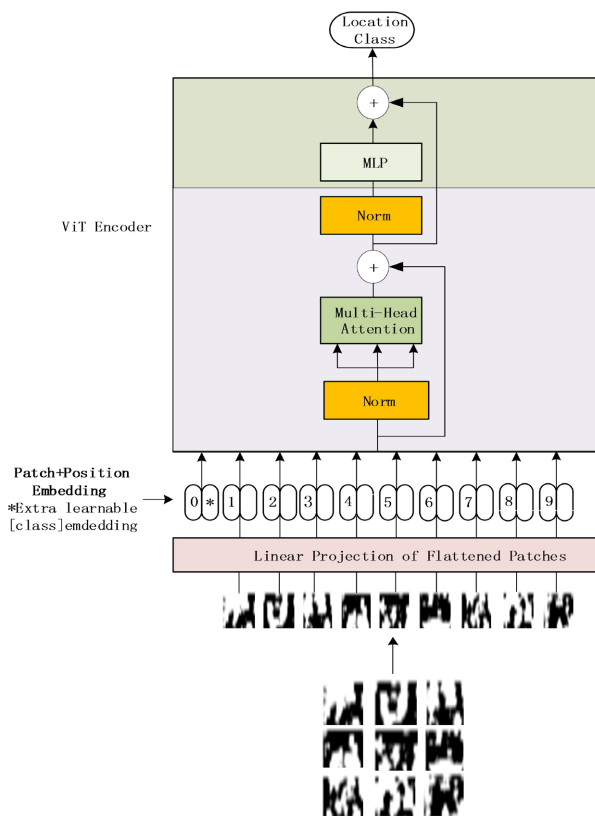 Location
Class
+
MLP
Norm
ViT Encoder
+
Multi-Head
Attention
Norm
Patch+Position
Embedding
*Extra learnable
[class]emdedding
0 * 1 2 3 4 5 6 7 8 9
Linear Projection of Flattened Patches